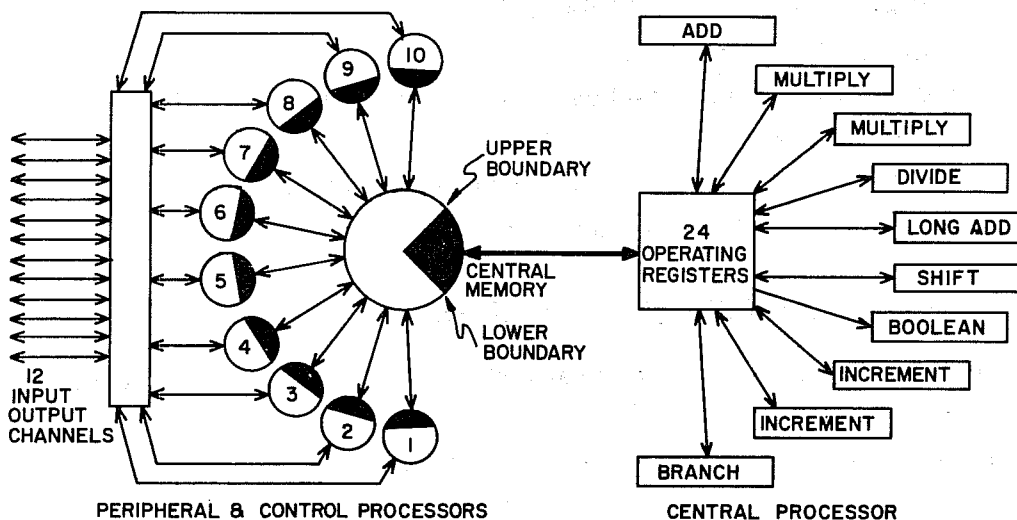 10
9
8
7
6
5
4
3
2
1
12
INPUT
OUTPUT
CHANNELS
UPPER
BOUNDARY
CENTRAL
MEMORY
LOWER
BOUNDARY
PERIPHERAL & CONTROL PROCESSORS
24
OPERATING
REGISTERS
ADD
MULTIPLY
MULTIPLY
DIVIDE
LONG ADD
SHIFT
BOOLEAN
INCREMENT
INCREMENT
BRANCH
CENTRAL PROCESSOR